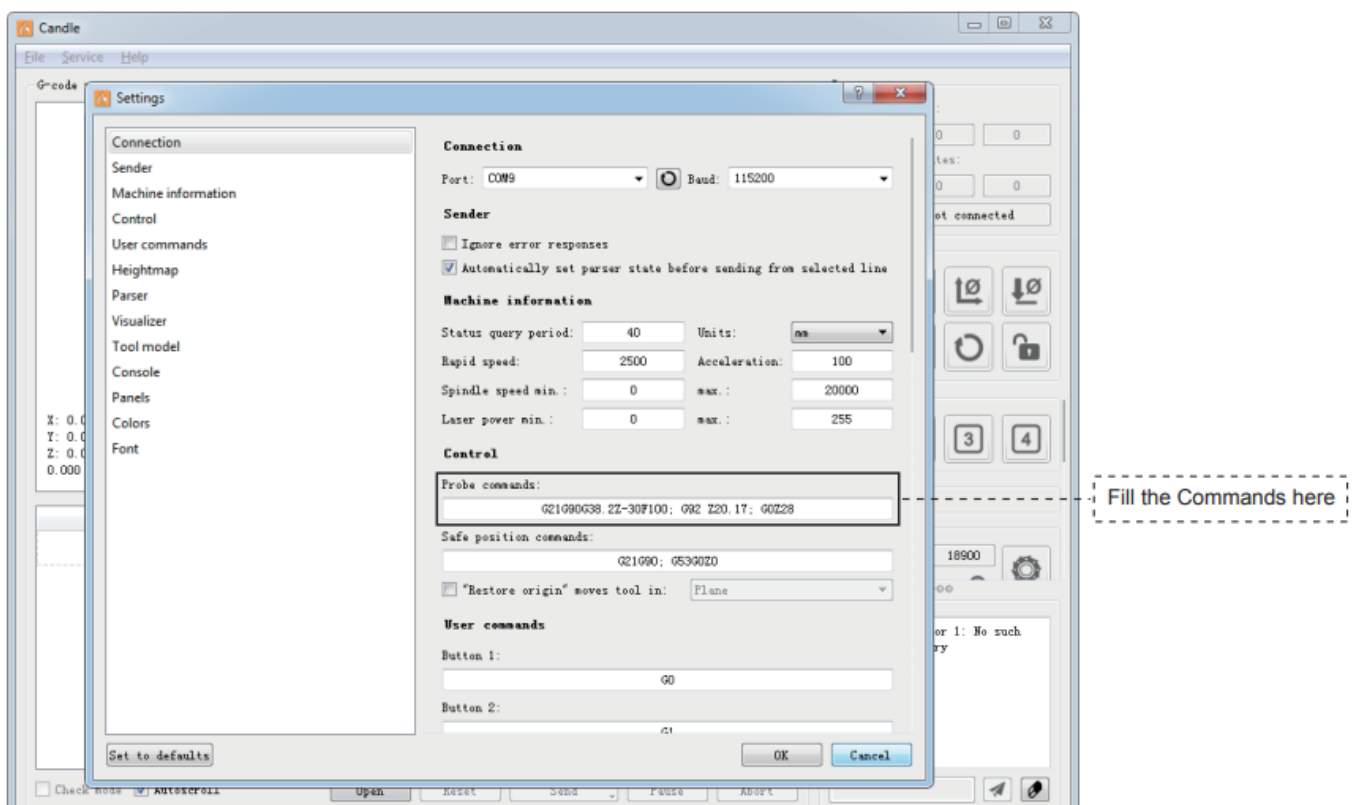 Candle
File Service Help
G-code
Settings
Connection
Sender
Machine information
Control
User commands
Heightmap
Parser
Visualizer
Tool model
Console
Panels
Colors
Font
Connection
Port: COM9 Baud: 115200
Sender
Ignore error responses
Automatically set parser state before sending from selected line
Machine information
Status query period: 40 Units: mm
Rapid speed: 2500 Acceleration: 100
Spindle speed min.: 0 max.: 20000
Laser power min.: 0 max.: 255
Control
Probe commands:
G21G90G38.2Z-30F100; G92 Z20.17; G0Z28
Safe position commands:
G21G90; G53G0Z0
"Restore origin" moves tool in: Plane
User commands
Button 1:
G0
Button 2:
G1
Set to defaults OK Cancel
0 0
tes:
0 0
ot connected
3 4
Fill the Commands here
18900
00
or 1: No such
ry
X: 0.0
Y: 0.0
Z: 0.0
0.000
Check mode Autoscroll Open Reset Send Pause Abort